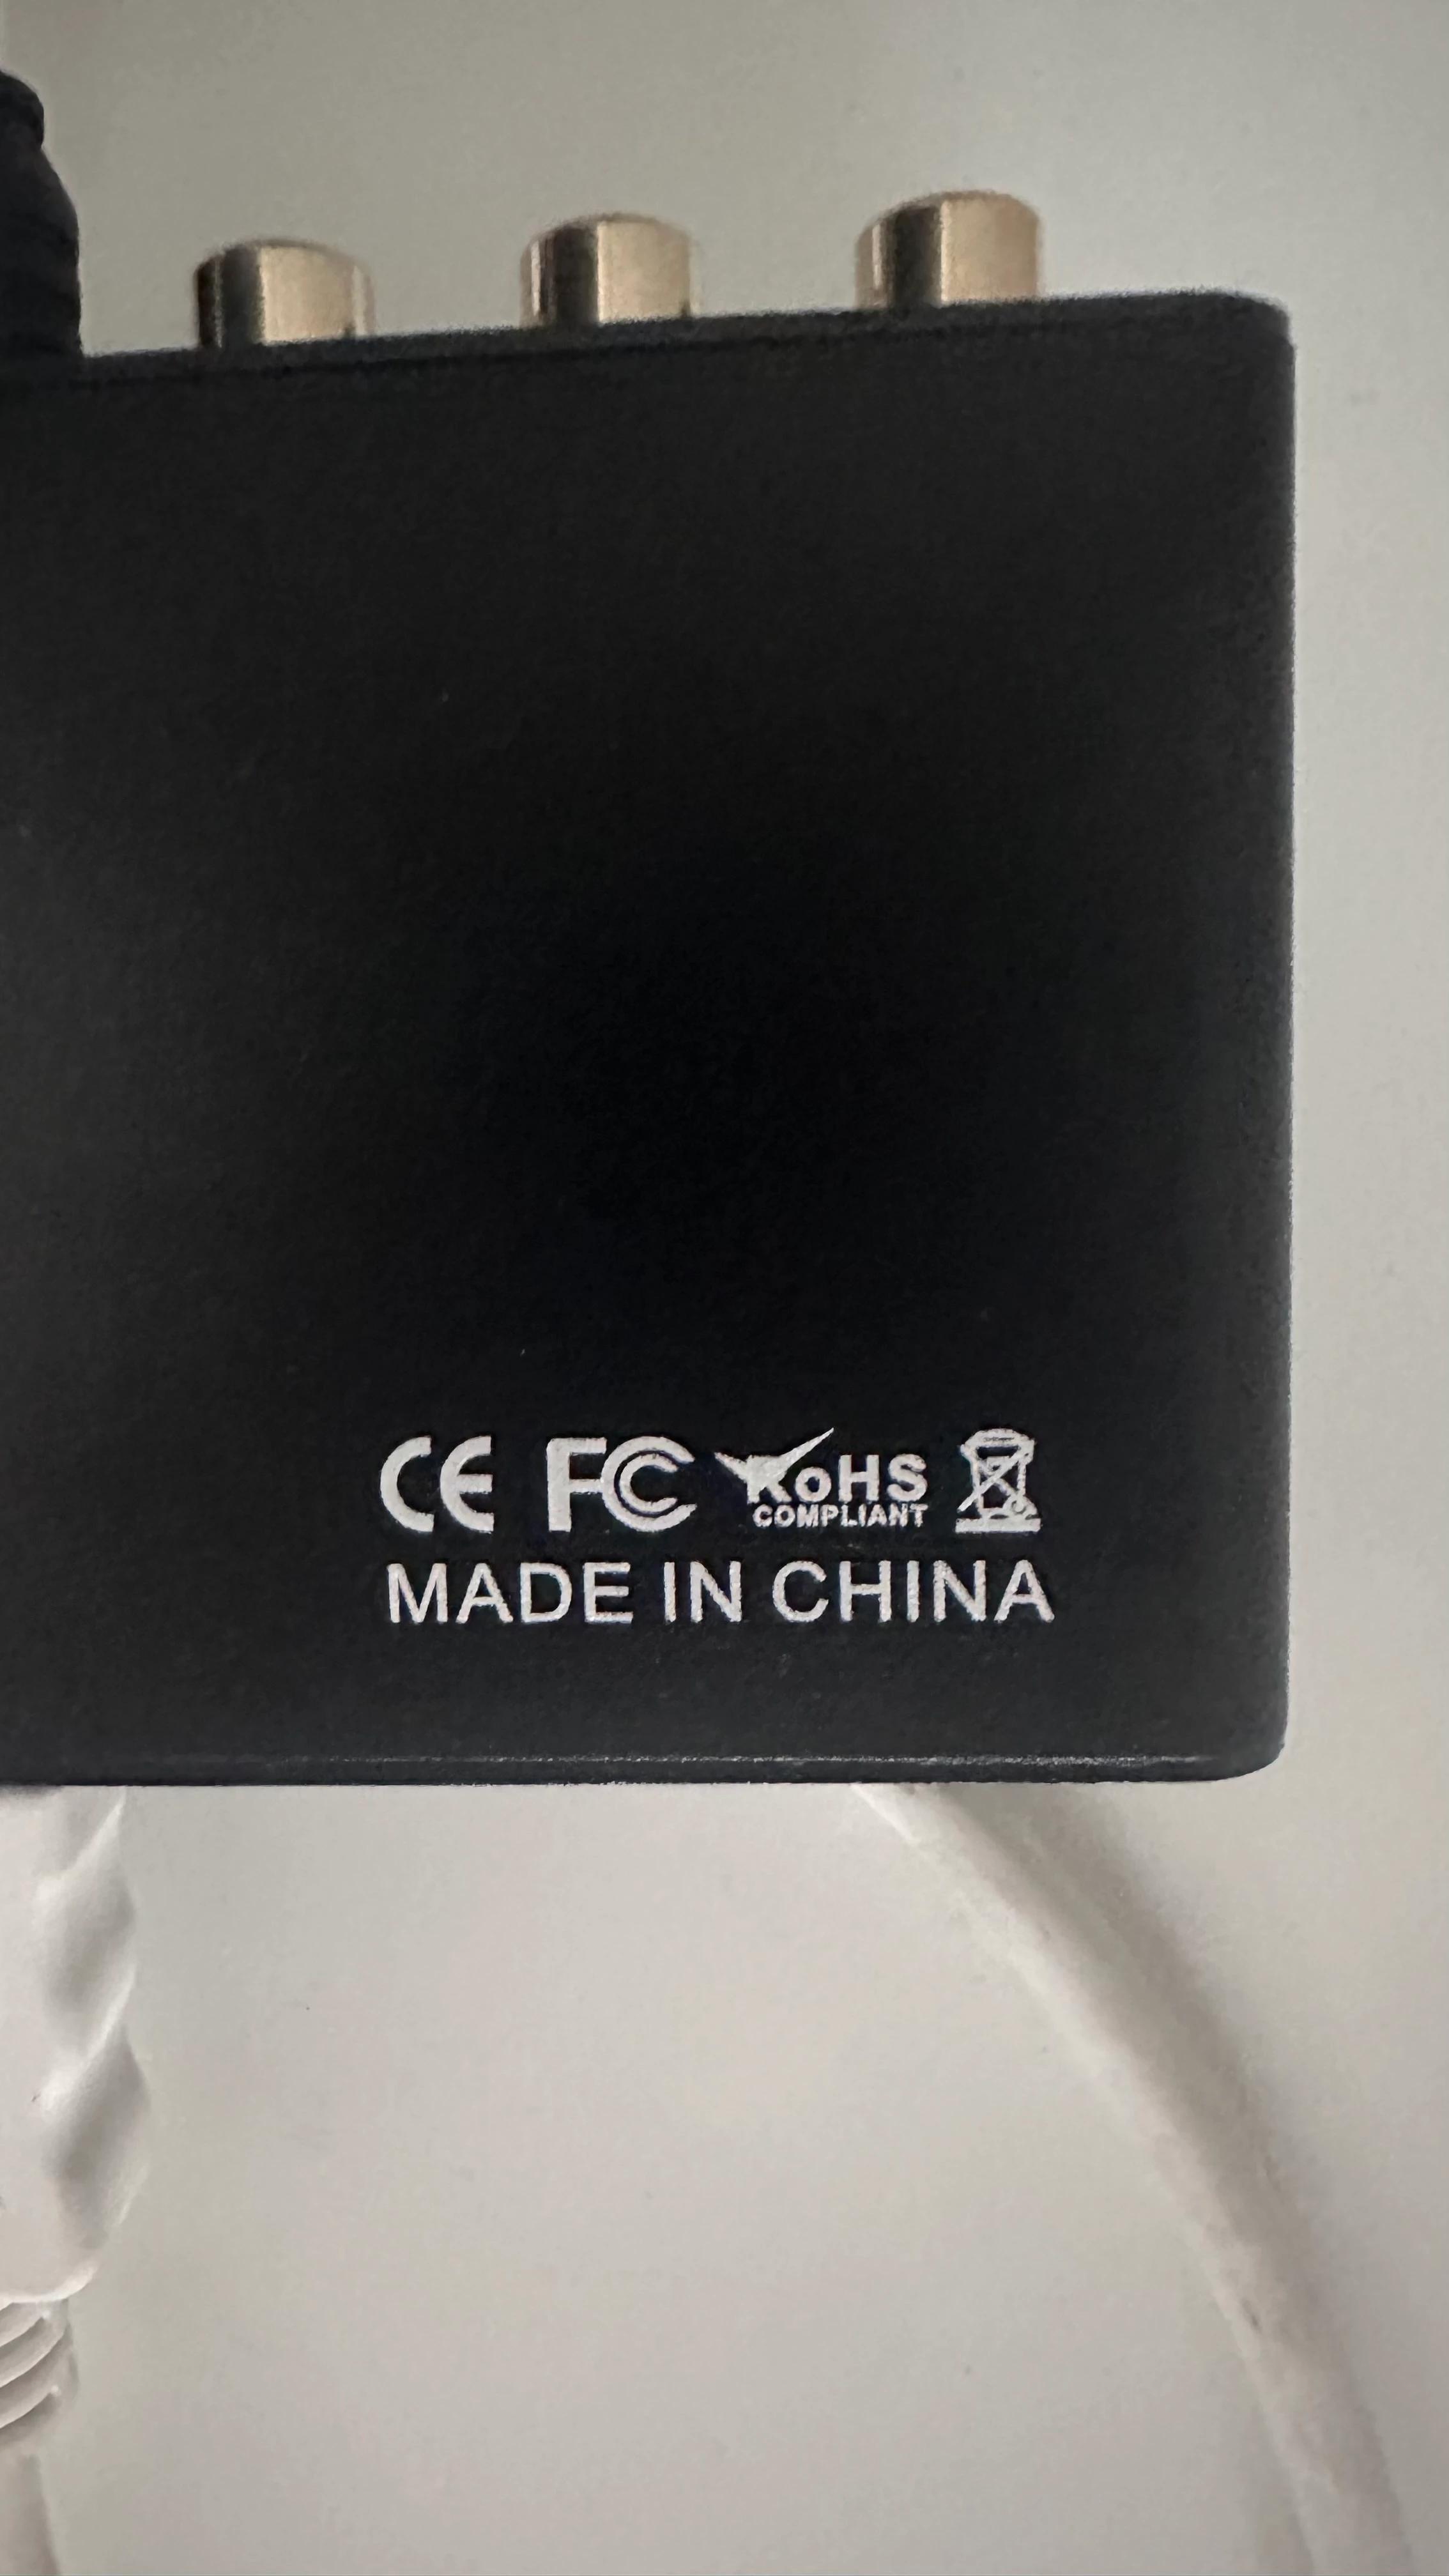 CE FC RoHS
COMPLIANT
MADE IN CHINA